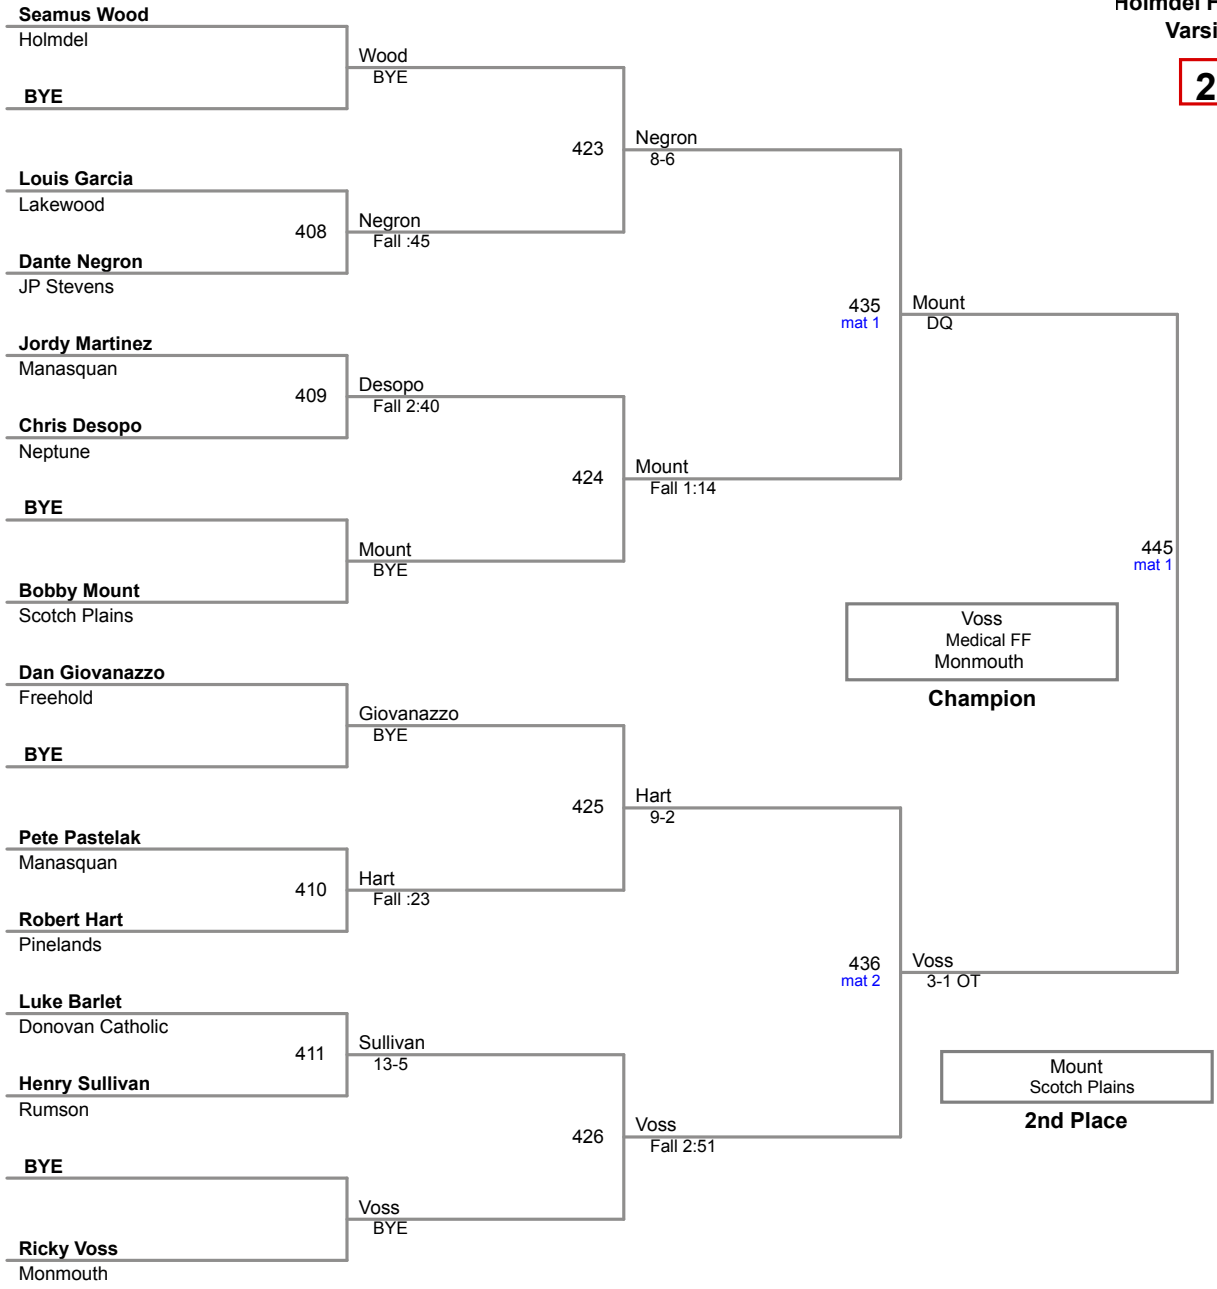 Seamus Wood
Holmdel
BYE
Louis Garcia
Lakewood
408
Dante Negron
JP Stevens
Jordy Martinez
Manasquan
409
Chris Desopo
Neptune
BYE
Bobby Mount
Scotch Plains
Dan Giovanazzo
Freehold
BYE
Pete Pastelak
Manasquan
410
Robert Hart
Pinelands
Luke Barlet
Donovan Catholic
411
Henry Sullivan
Rumson
BYE
Ricky Voss
Monmouth
Wood
BYE
423
Negron
Fall :45
Desopo
Fall 2:40
424
Mount
BYE
Giovanazzo
BYE
425
Hart
Fall :23
Sullivan
13-5
426
Voss
BYE
Negron
8-6
435
mat 1
Mount
Fall 1:14
Hart
9-2
436
mat 2
Voss
Fall 2:51
Mount
DQ
445
mat 1
Voss
3-1 OT
Voss
Medical FF
Monmouth
Champion
Mount
Scotch Plains
2nd Place
Holmdel
Varsi
2